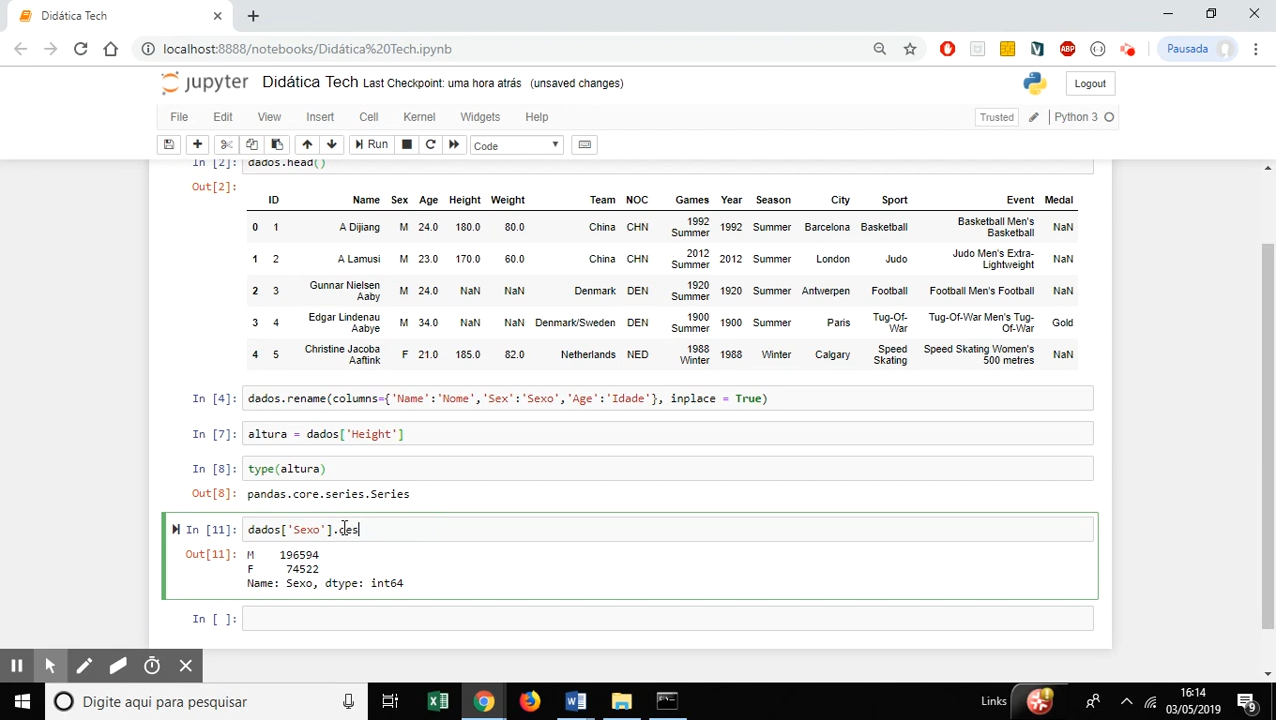 Didática Tech
localhost:8888/notebooks/Didática%20Tech.ipynb
ABP
Pausada
jupyter Didática Tech Last Checkpoint: uma hora atrás (unsaved changes)
Logout
File Edit View Insert Cell Kernel Widgets Help
Trusted
Python 3
Run
Code
In [2]: dados.head()
Out[2]:
ID Name Sex Age Height Weight Team NOC Games Year Season City Sport Event Medal
0 1 A Dijiang M 24.0 180.0 80.0 China CHN 1992 Summer 1992 Summer Barcelona Basketball Basketball Men's Basketball NaN
1 2 A Lamusi M 23.0 170.0 60.0 China CHN 2012 Summer 2012 Summer London Judo Judo Men's Extra-Lightweight NaN
2 3 Gunnar Nielsen Aaby M 24.0 NaN NaN Denmark DEN 1920 Summer 1920 Summer Antwerpen Football Football Men's Football NaN
3 4 Edgar Lindenau Aabye M 34.0 NaN NaN Denmark/Sweden DEN 1900 Summer 1900 Summer Paris Tug-Of-War Tug-Of-War Men's Tug-Of-War Gold
4 5 Christine Jacoba Aaftink F 21.0 185.0 82.0 Netherlands NED 1988 Winter 1988 Winter Calgary Speed Skating Speed Skating Women's 500 metres NaN
In [4]: dados.rename(columns={'Name':'Nome','Sex':'Sexo','Age':'Idade'}, inplace = True)
In [7]: altura = dados['Height']
In [8]: type(altura)
Out[8]: pandas.core.series.Series
In [11]: dados['Sexo'].des
Out[11]: M 196594
F 74522
Name: Sexo, dtype: int64
In [ ]:
Digite aqui para pesquisar
Links
16:14
03/05/2019
9